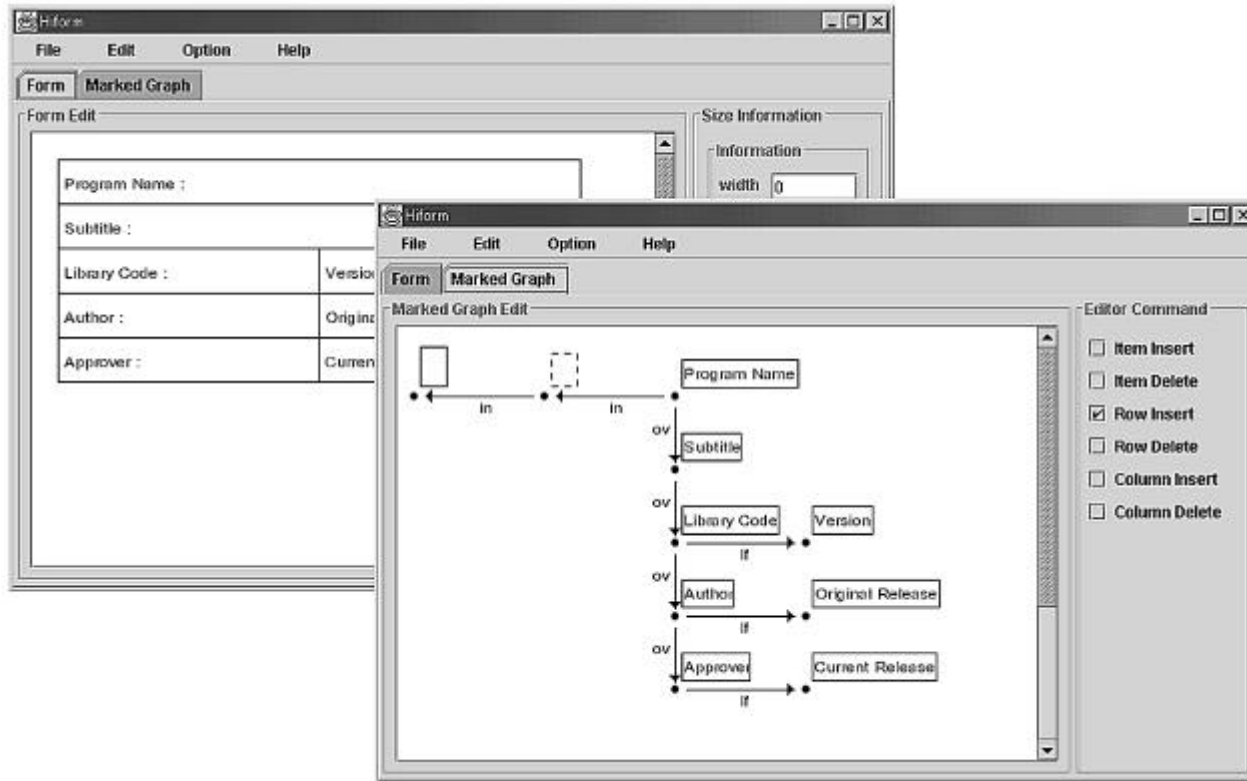 Hiform
File Edit Option Help
Form Marked Graph
Form Edit
Size Information
Information
width 0
Program Name :
Subtitle :
Library Code :
Author :
Approver :
Hiform
File Edit Option Help
Form Marked Graph
Marked Graph Edit
Editor Command
Item Insert
Item Delete
Row Insert
Row Delete
Column Insert
Column Delete
Program Name
in in
ov
Subtitle
ov
Library Code Version
lf
ov
Author Original Release
lf
ov
Approver Current Release
lf